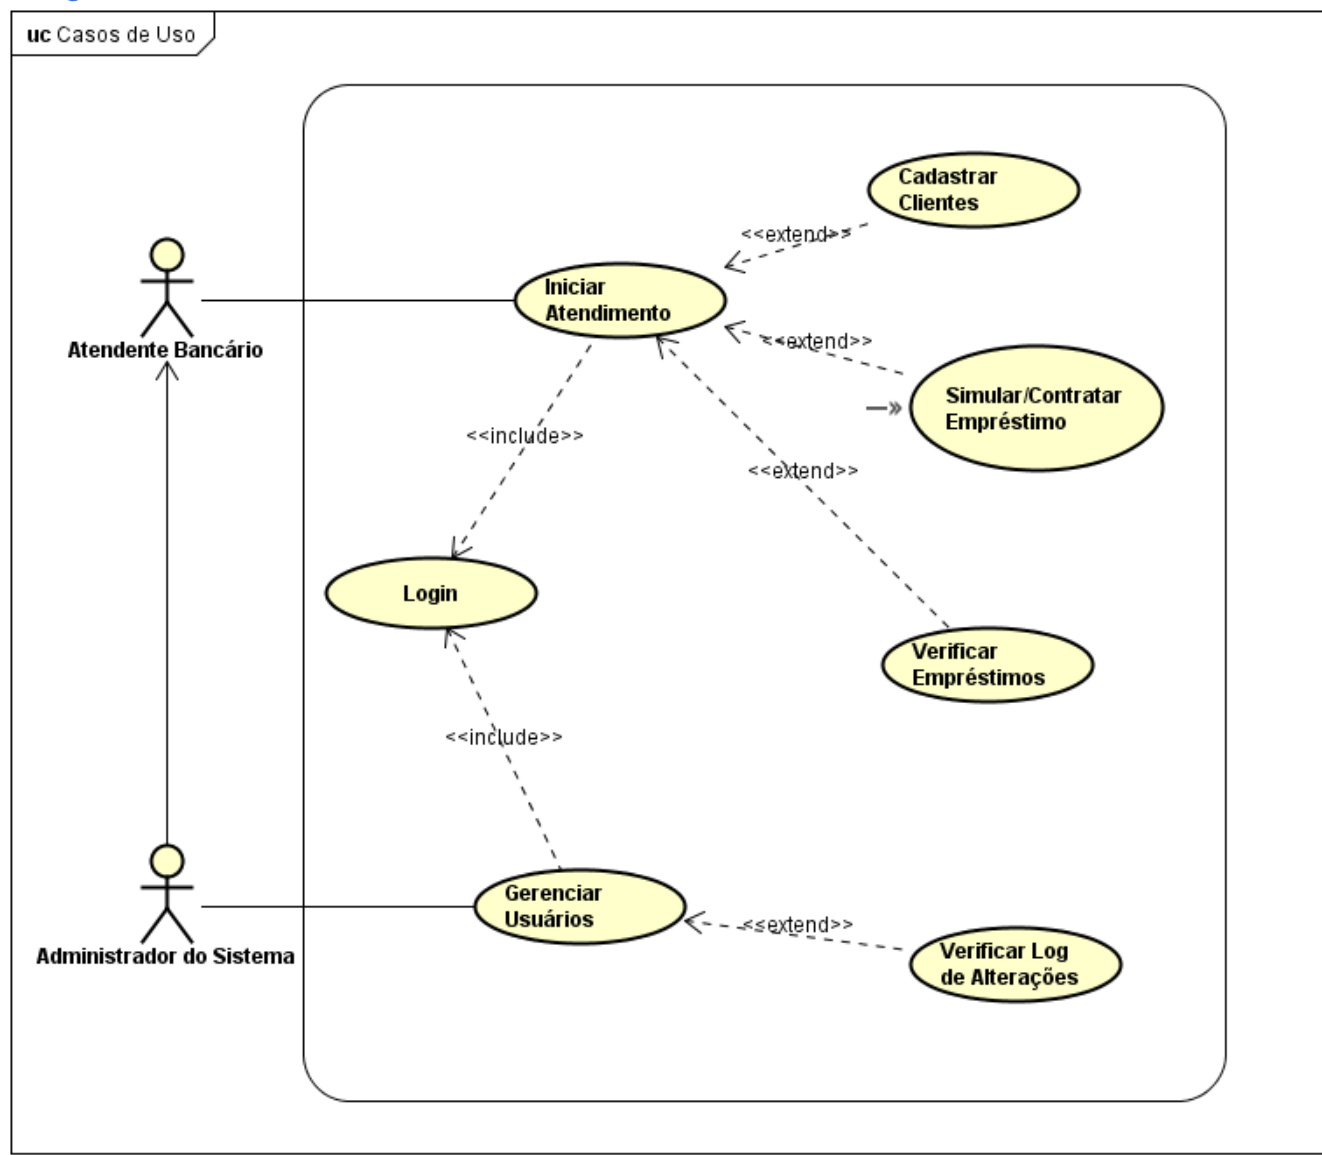 uc Casos de Uso
Cadastrar
Clientes
<<extend>>
Iniciar
Atendimento
Atendente Bancário
<<extend>>
Simular/Contratar
Empréstimo
<<include>>
<<extend>>
Login
Verificar
Empréstimos
<<include>>
Gerenciar
Usuários
<<extend>>
Verificar Log
de Alterações
Administrador do Sistema